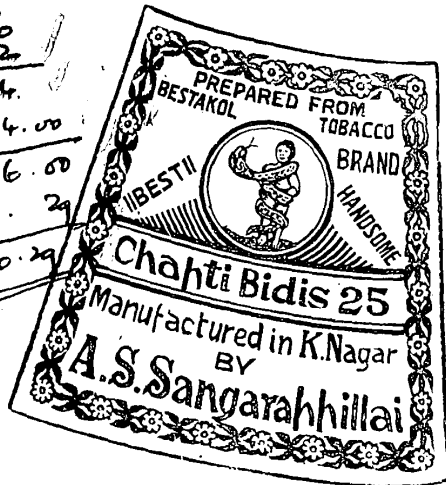 4.00
6.00
PREPARED FROM
BESTAKOL
TOBACCO
BRAND
!!BEST!!
HANDSOME
Chahti Bidis 25
Manufactured in K.Nagar
BY
A.S.Sangarahhillai